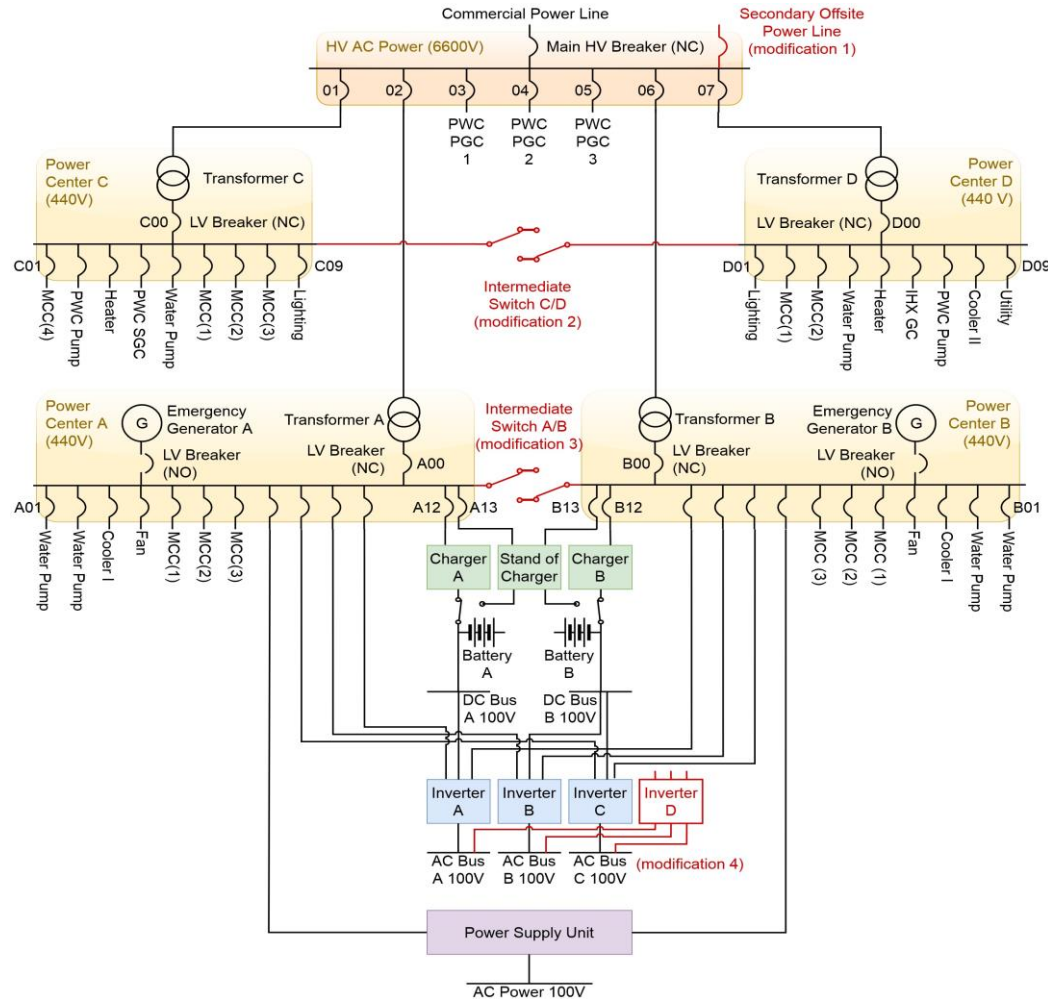 Commercial Power Line
Secondary Offsite
Power Line
(modification 1)
HV AC Power (6600V)
Main HV Breaker (NC)
01
02
03
04
05
06
07
PWC
PGC
1
PWC
PGC
2
PWC
PGC
3
Power
Center C
(440V)
Transformer C
C00
LV Breaker (NC)
C01
C09
MCC(4)
PWC Pump
Heater
PWC SGC
Water Pump
MCC(1)
MCC(2)
MCC(3)
Lighting
Intermediate
Switch C/D
(modification 2)
Transformer D
Power
Center D
(440 V)
LV Breaker (NC)
D00
D01
D09
Lighting
MCC(1)
MCC(2)
Water Pump
Heater
IHX GC
PWC Pump
Cooler II
Utility
Power
Center A
(440V)
G
Emergency
Generator A
LV Breaker
(NO)
Transformer A
LV Breaker
(NC)
A00
A01
A12
A13
Water Pump
Water Pump
Cooler I
Fan
MCC(1)
MCC(2)
MCC(3)
Intermediate
Switch A/B
(modification 3)
Transformer B
B00
LV Breaker
(NC)
Emergency
Generator B
LV Breaker
(NO)
G
Power
Center B
(440V)
B13
B12
B01
MCC (3)
MCC (2)
MCC (1)
Fan
Cooler I
Water Pump
Water Pump
Charger
A
Stand of
Charger
Charger
B
Battery
A
Battery
B
DC Bus
A 100V
DC Bus
B 100V
Inverter
A
Inverter
B
Inverter
C
Inverter
D
AC Bus
A 100V
AC Bus
B 100V
AC Bus
C 100V
(modification 4)
Power Supply Unit
AC Power 100V